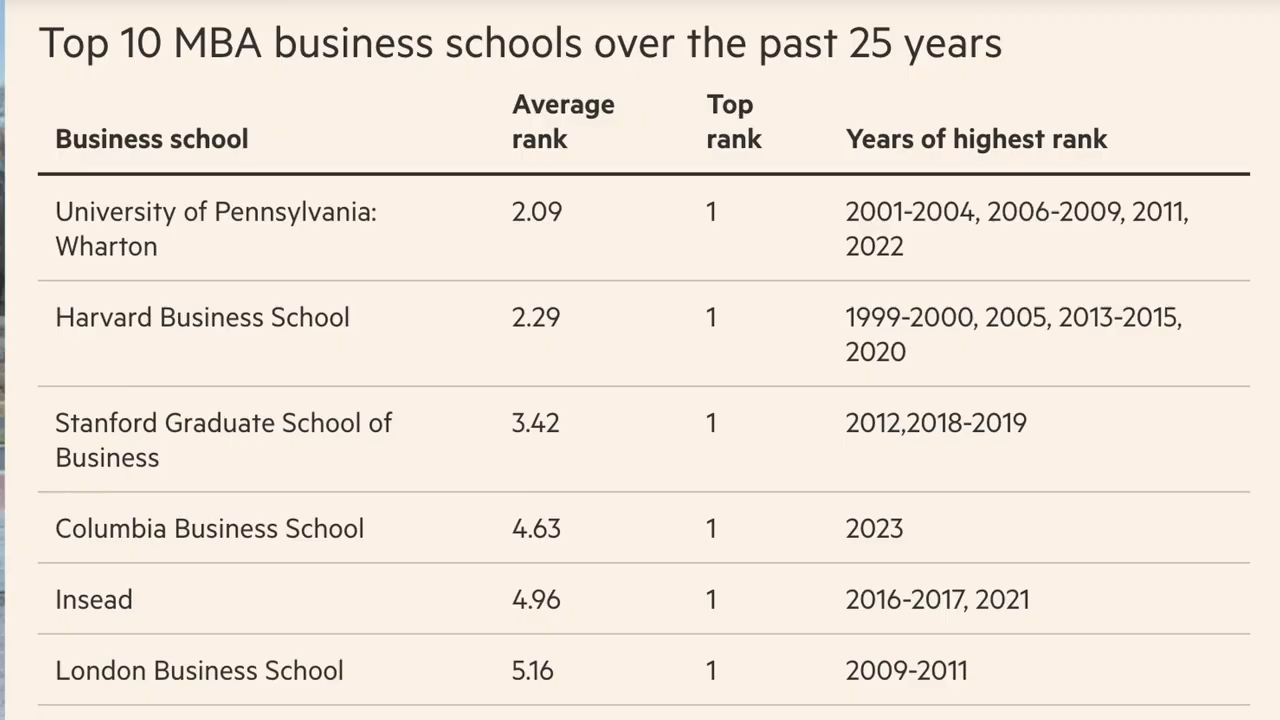 Top 10 MBA business schools over the past 25 years
Business school Average rank Top rank Years of highest rank
University of Pennsylvania: Wharton 2.09 1 2001-2004, 2006-2009, 2011, 2022
Harvard Business School 2.29 1 1999-2000, 2005, 2013-2015, 2020
Stanford Graduate School of Business 3.42 1 2012,2018-2019
Columbia Business School 4.63 1 2023
Insead 4.96 1 2016-2017, 2021
London Business School 5.16 1 2009-2011